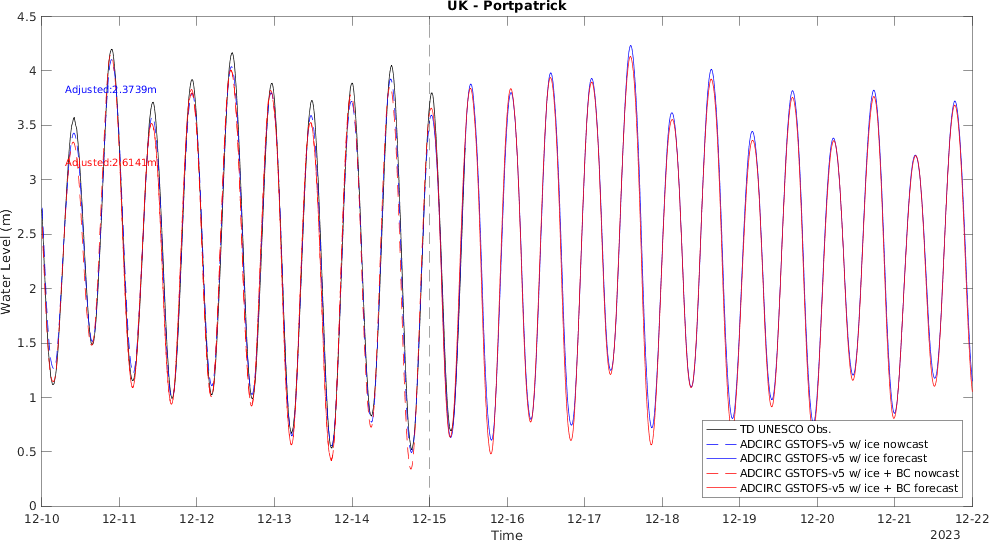 UK - Portpatrick
4.5
4
3.5
3
2.5
2
1.5
1
0.5
0
Water Level (m)
Adjusted:2.3739m
Adjusted:2.6141m
TD UNESCO Obs.
ADCIRC GSTOFS-v5 w/ ice nowcast
ADCIRC GSTOFS-v5 w/ ice forecast
ADCIRC GSTOFS-v5 w/ ice + BC nowcast
ADCIRC GSTOFS-v5 w/ ice + BC forecast
12-10 12-11 12-12 12-13 12-14 12-15 12-16 12-17 12-18 12-19 12-20 12-21 12-22
Time
2023